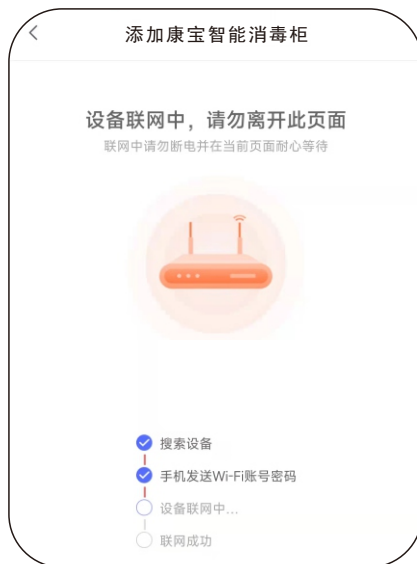 添加康宝智能消毒柜
设备联网中，请勿离开此页面
联网中请勿断电并在当前页面耐心等待
搜索设备
手机发送Wi-Fi账号密码
设备联网中...
联网成功